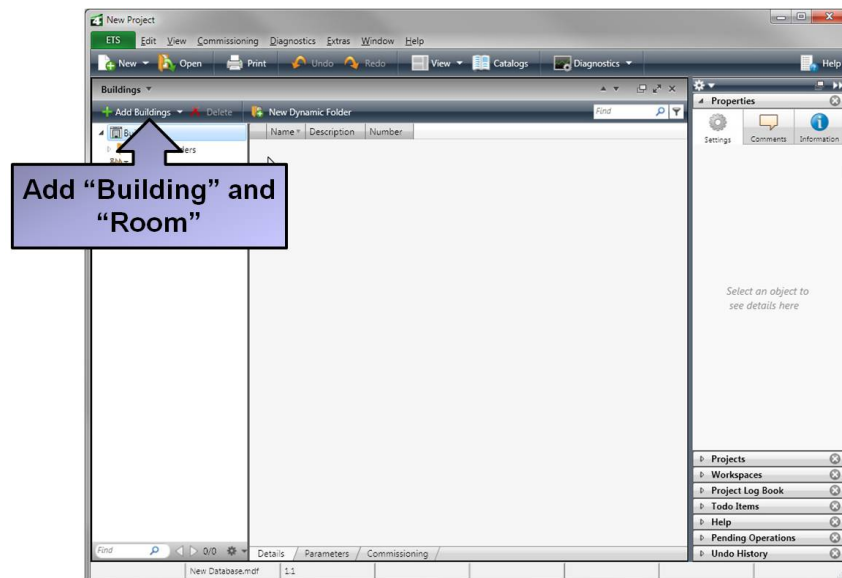 New Project
ETS Edit View Commissioning Diagnostics Extras Window Help
New Open Print Undo Redo View Catalogs Diagnostics Help
Buildings
Add Buildings Delete New Dynamic Folder Find
Name Description Number
Add “Building” and
“Room”
Find 0/0
Details Parameters Commissioning
New Database.mdf 1.1
Properties
Settings Comments Information
Select an object to
see details here
Projects
Workspaces
Project Log Book
Todo Items
Help
Pending Operations
Undo History